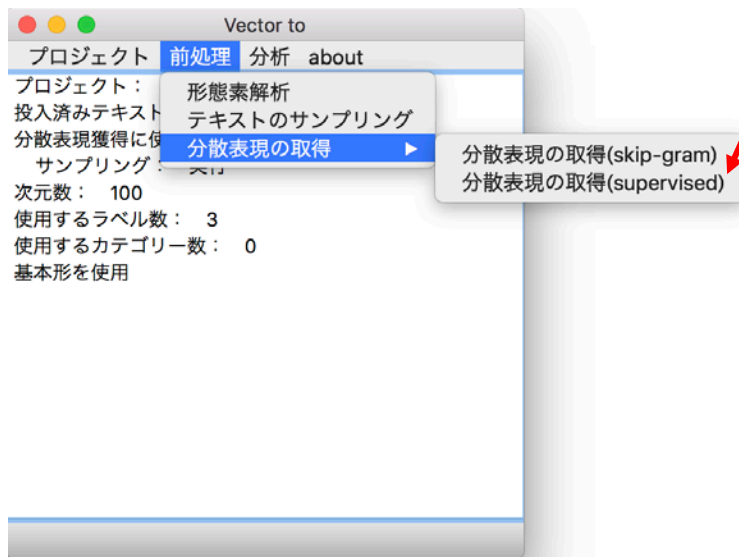 Vector to
プロジェクト 前処理 分析 about
プロジェクト：
投入済みテキスト
分散表現獲得に使
サンプリング：
次元数： 100
使用するラベル数： 3
使用するカテゴリー数： 0
基本形を使用
形態素解析
テキストのサンプリング
分散表現の取得 ▶
分散表現の取得(skip-gram)
分散表現の取得(supervised)